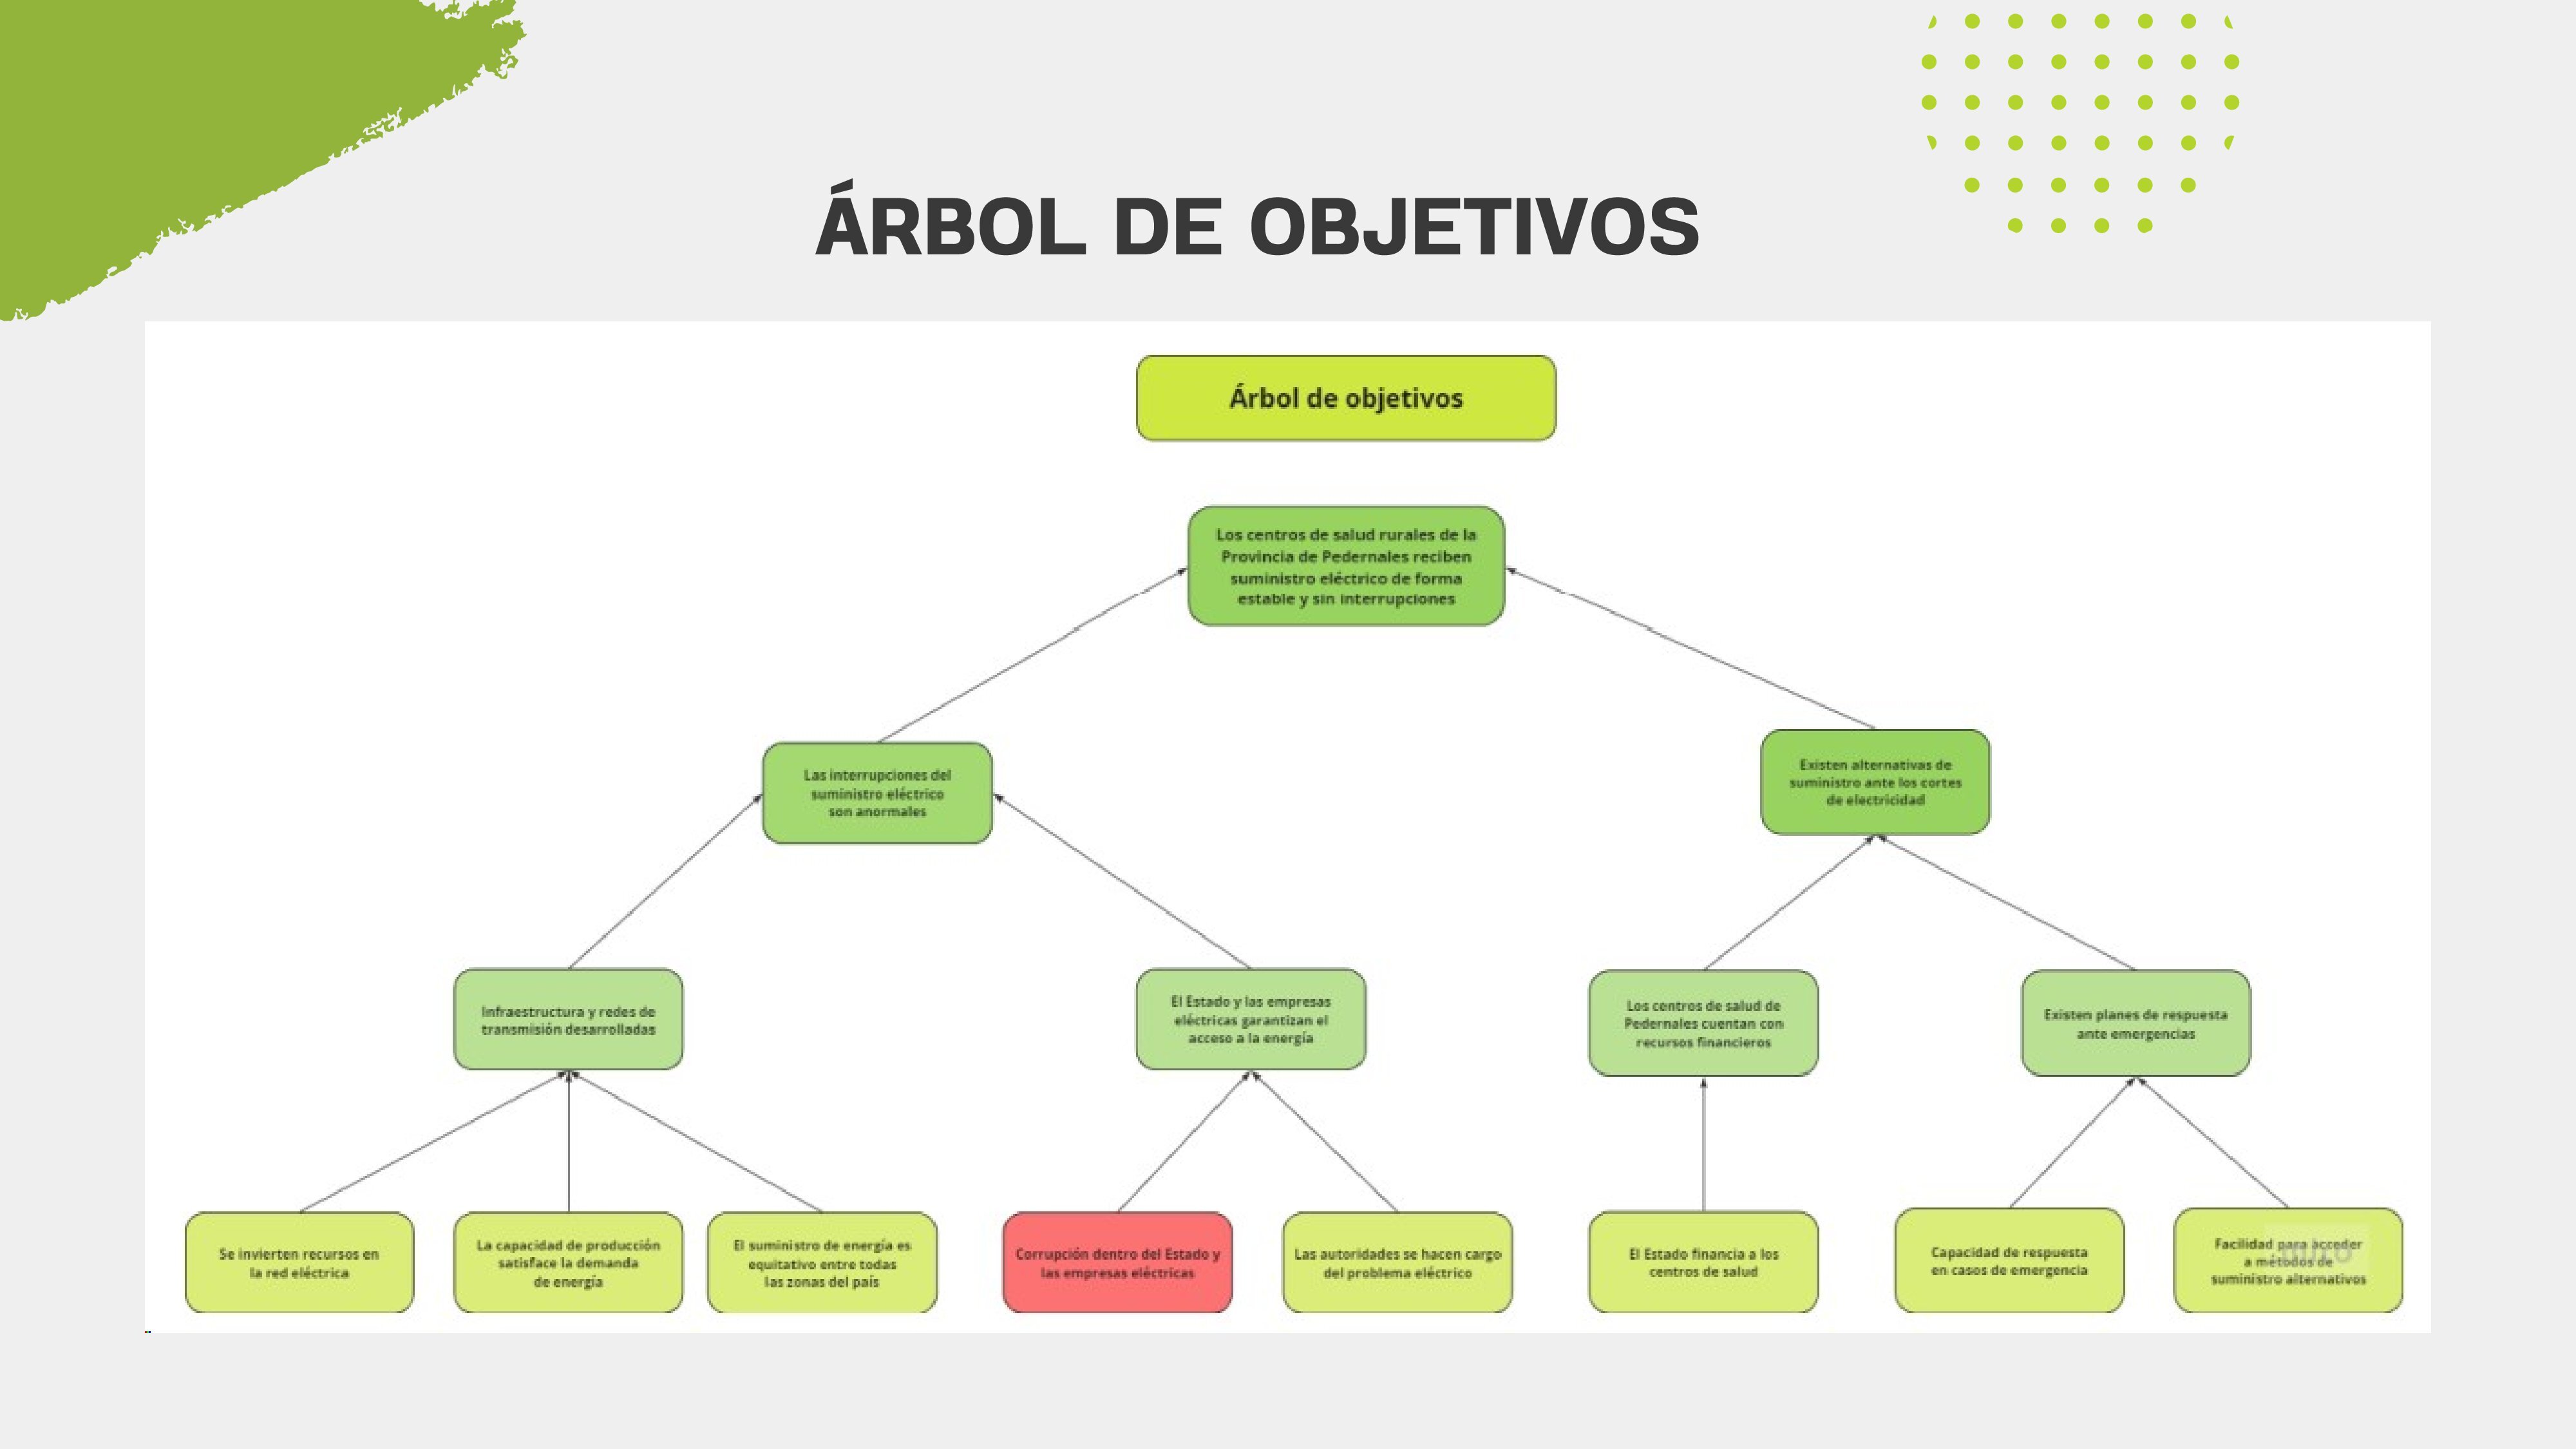 ÁRBOL DE OBJETIVOS
Árbol de objetivos
Los centros de salud rurales de la
Provincia de Pedernales reciben
suministro eléctrico de forma
estable y sin interrupciones
Las interrupciones del
suministro eléctrico
son anormales
Existen alternativas de
suministro ante los cortes
de electricidad
Infraestructura y redes de
transmisión desarrolladas
El Estado y las empresas
eléctricas garantizan el
acceso a la energía
Los centros de salud de
Pedernales cuentan con
recursos financieros
Existen planes de respuesta
ante emergencias
Se invierten recursos en
la red eléctrica
La capacidad de producción
satisface la demanda
de energía
El suministro de energía es
equitativo entre todas
las zonas del país
Corrupción dentro del Estado y
las empresas eléctricas
Las autoridades se hacen cargo
del problema eléctrico
El Estado financia a los
centros de salud
Capacidad de respuesta
en casos de emergencia
Facilidad para acceder
a métodos de
suministro alternativos
miro